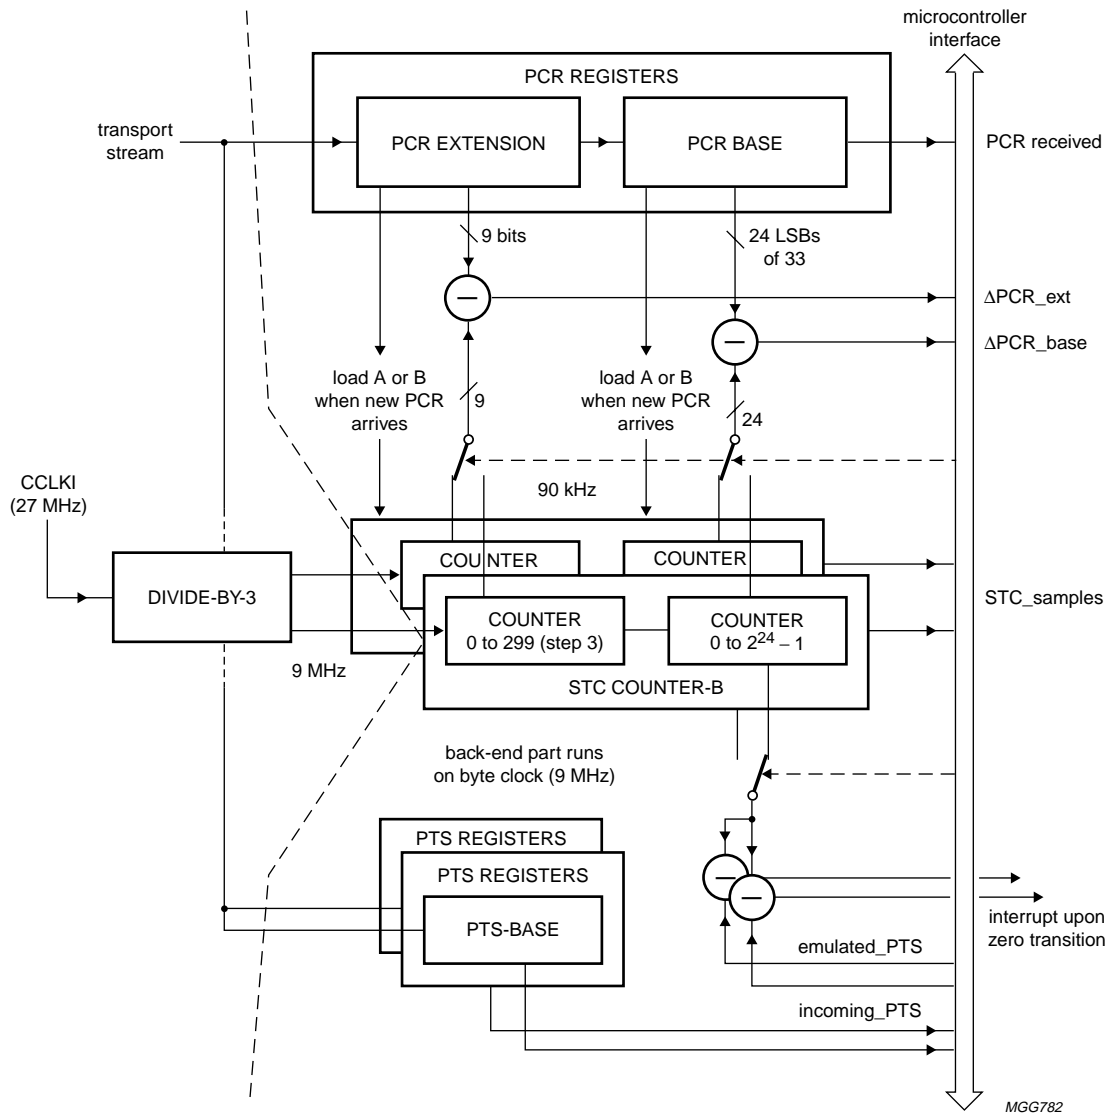 microcontroller
interface
PCR REGISTERS
transport
stream
PCR EXTENSION
PCR BASE
PCR received
9 bits
24 LSBs
of 33
ΔPCR_ext
ΔPCR_base
load A or B
when new PCR
arrives
9
load A or B
when new PCR
arrives
24
CCLKI
(27 MHz)
90 kHz
COUNTER
COUNTER
DIVIDE-BY-3
COUNTER
0 to 299 (step 3)
COUNTER
0 to 2^24 – 1
STC_samples
9 MHz
STC COUNTER-B
back-end part runs
on byte clock (9 MHz)
PTS REGISTERS
PTS REGISTERS
PTS-BASE
interrupt upon
zero transition
emulated_PTS
incoming_PTS
MGG782